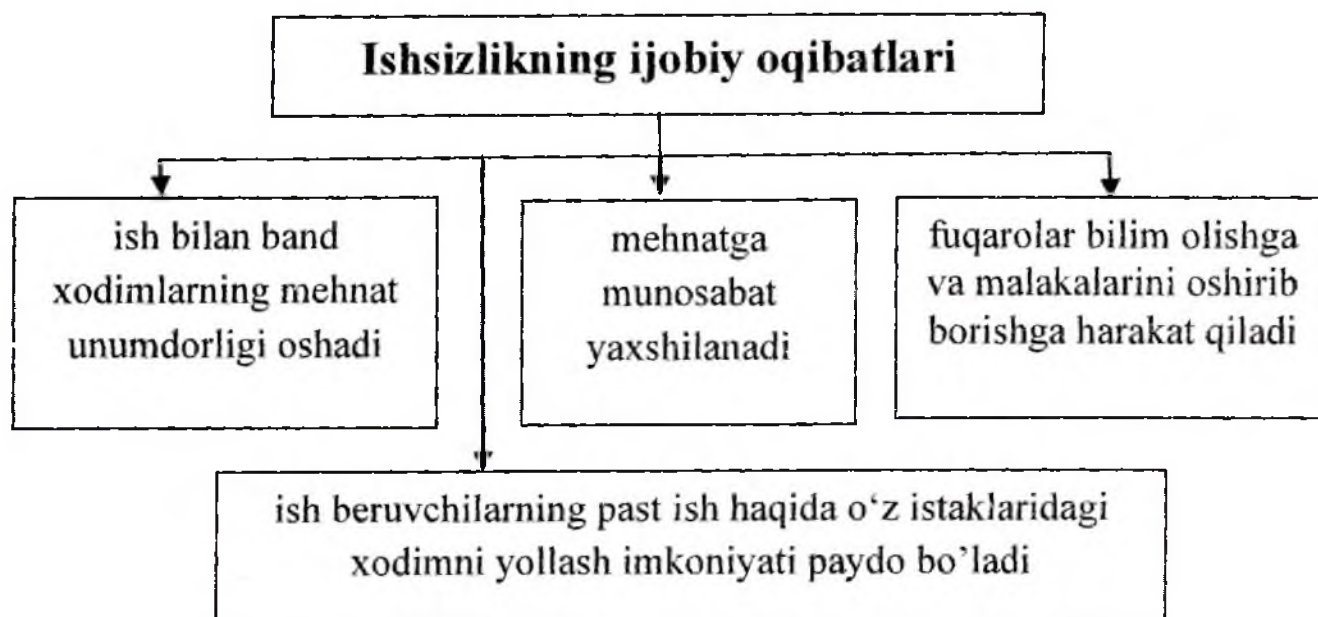 Ishsizlikning ijobiy oqibatlari
ish bilan band
xodimlarning mehnat
unumdorligi oshadi
mehnatga
munosabat
yaxshilanadi
fuqarolar bilim olishga
va malakalarini oshirib
borishga harakat qiladi
ish beruvchilarning past ish haqida o‘z istaklaridagi
xodimni yollash imkoniyati paydo bo’ladi